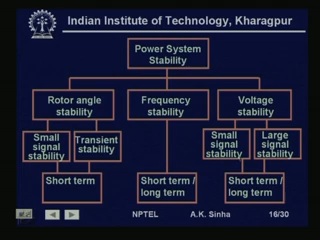 Indian Institute of Technology, Kharagpur
Power System
Stability
Rotor angle
stability
Frequency
stability
Voltage
stability
Small
signal
stability
Transient
stability
Small
signal
stability
Large
signal
stability
Short term
Short term /
long term
Short term /
long term
NPTEL
A.K. Sinha
16/30